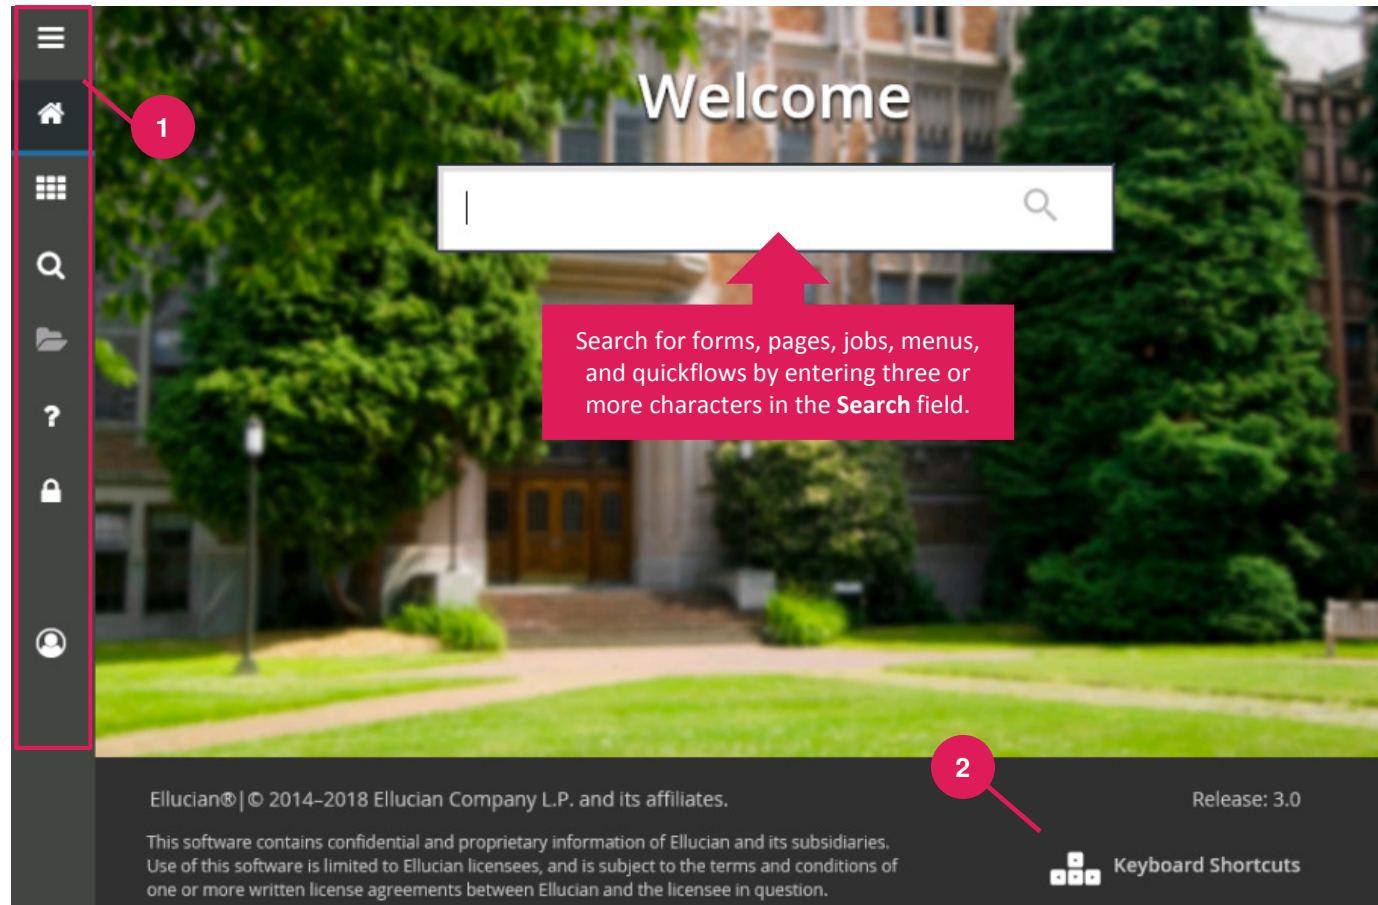 Welcome
1
Search for forms, pages, jobs, menus,
and quickflows by entering three or
more characters in the Search field.
?
2
Ellucian®|© 2014–2018 Ellucian Company L.P. and its affiliates.
Release: 3.0
This software contains confidential and proprietary information of Ellucian and its subsidiaries.
Use of this software is limited to Ellucian licensees, and is subject to the terms and conditions of
one or more written license agreements between Ellucian and the licensee in question.
Keyboard Shortcuts